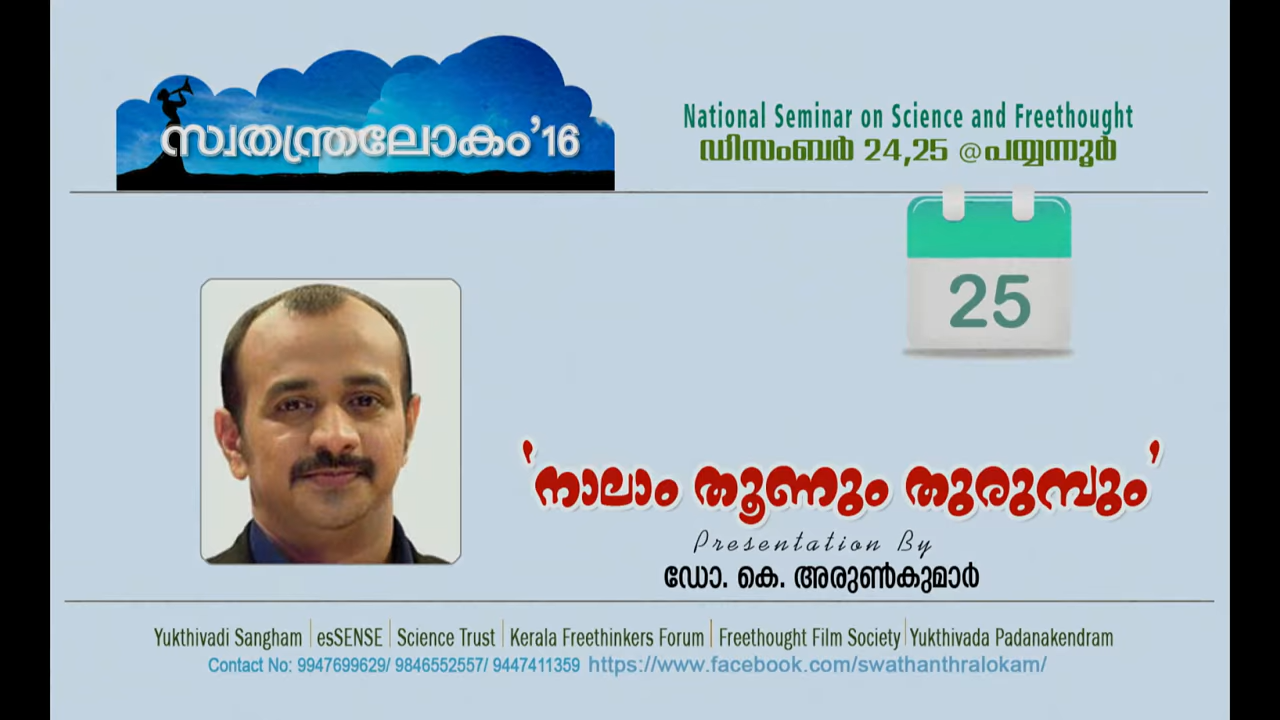 സ്വതന്ത്രലോകം'16
National Seminar on Science and Freethought
ഡിസംബർ 24,25 @പയ്യന്നൂർ
25
'നാലാം തൂണും തുരുമ്പും'
Presentation By
ഡോ. കെ. അരുൺകുമാർ
Yukthivadi Sangham | esSENSE | Science Trust | Kerala Freethinkers Forum | Freethought Film Society | Yukthivada Padanakendram
Contact No: 9947699629/ 9846552557/ 9447411359 https://www.facebook.com/swathanthralokam/